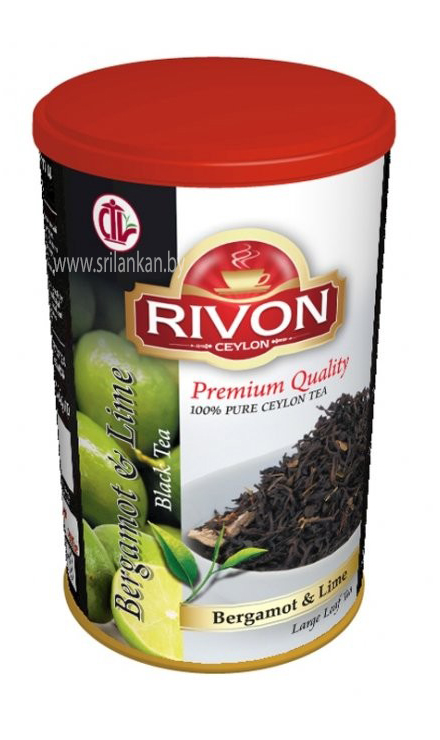 CTL
www.srilankan.by
RIVON
CEYLON
Premium Quality
100% PURE CEYLON TEA
Bergamot & Lime
Black Tea
Bergamot & Lime
Large Leaf Tea